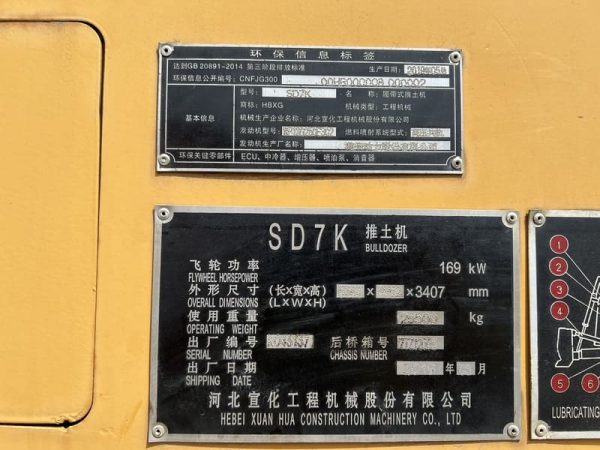 环保信息标签
达到GB 20891-2014 第三阶段排放标准 生产日期:
环保信息公开编号: CNFJG300
型号: SD7K 名称: 履带式推土机
商标: HBXG 机械类型: 工程机械
基本信息 机械生产企业名称: 河北宣化工程机械股份有限公司
发动机型号: 燃料喷射系统型式:
发动机生产厂名称:
环保关键零部件 ECU、中冷器、增压器、喷油泵、消音器
SD7K 推土机
BULLDOZER
飞轮功率 169 kW
FLYWHEEL HORSEPOWER
外形尺寸 (长×宽×高) × ×3407 mm
OVERALL DIMENSIONS (L×W×H)
使用重量 kg
OPERATING WEIGHT
出厂编号 后桥箱号
SERIAL NUMBER CHASSIS NUMBER
出厂日期 年 月
SHIPPING DATE
河北宣化工程机械股份有限公司
HEBEI XUAN HUA CONSTRUCTION MACHINERY CO., LTD
1
2
3
4
5 6
LUBRICATING